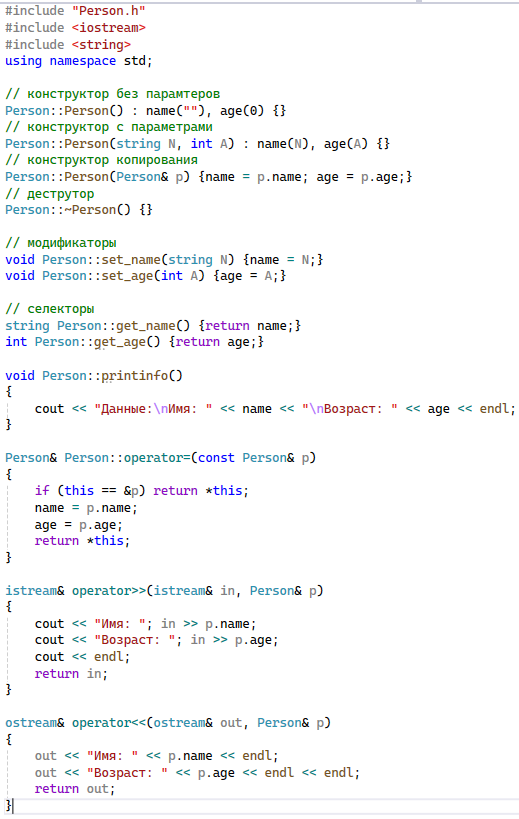 #include "Person.h"
#include <iostream>
#include <string>
using namespace std;

// конструктор без парамтеров
Person::Person() : name(""), age(0) {}
// конструктор с параметрами
Person::Person(string N, int A) : name(N), age(A) {}
// конструктор копирования
Person::Person(Person& p) {name = p.name; age = p.age;}
// деструтор
Person::~Person() {}

// модификаторы
void Person::set_name(string N) {name = N;}
void Person::set_age(int A) {age = A;}

// селекторы
string Person::get_name() {return name;}
int Person::get_age() {return age;}

void Person::printinfo()
{
    cout << "Данные:\nИмя: " << name << "\nВозраст: " << age << endl;
}

Person& Person::operator=(const Person& p)
{
    if (this == &p) return *this;
    name = p.name;
    age = p.age;
    return *this;
}

istream& operator>>(istream& in, Person& p)
{
    cout << "Имя: "; in >> p.name;
    cout << "Возраст: "; in >> p.age;
    cout << endl;
    return in;
}

ostream& operator<<(ostream& out, Person& p)
{
    out << "Имя: " << p.name << endl;
    out << "Возраст: " << p.age << endl << endl;
    return out;
}